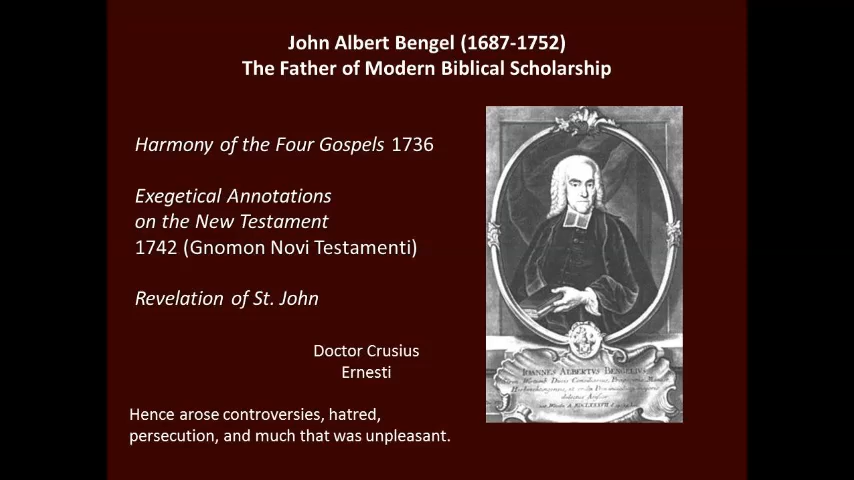 John Albert Bengel (1687-1752)
The Father of Modern Biblical Scholarship
Harmony of the Four Gospels 1736
Exegetical Annotations
on the New Testament
1742 (Gnomon Novi Testamenti)
Revelation of St. John
Doctor Crusius
Ernesti
Hence arose controversies, hatred,
persecution, and much that was unpleasant.
IOANNES ALBERTVS BENGELIVS